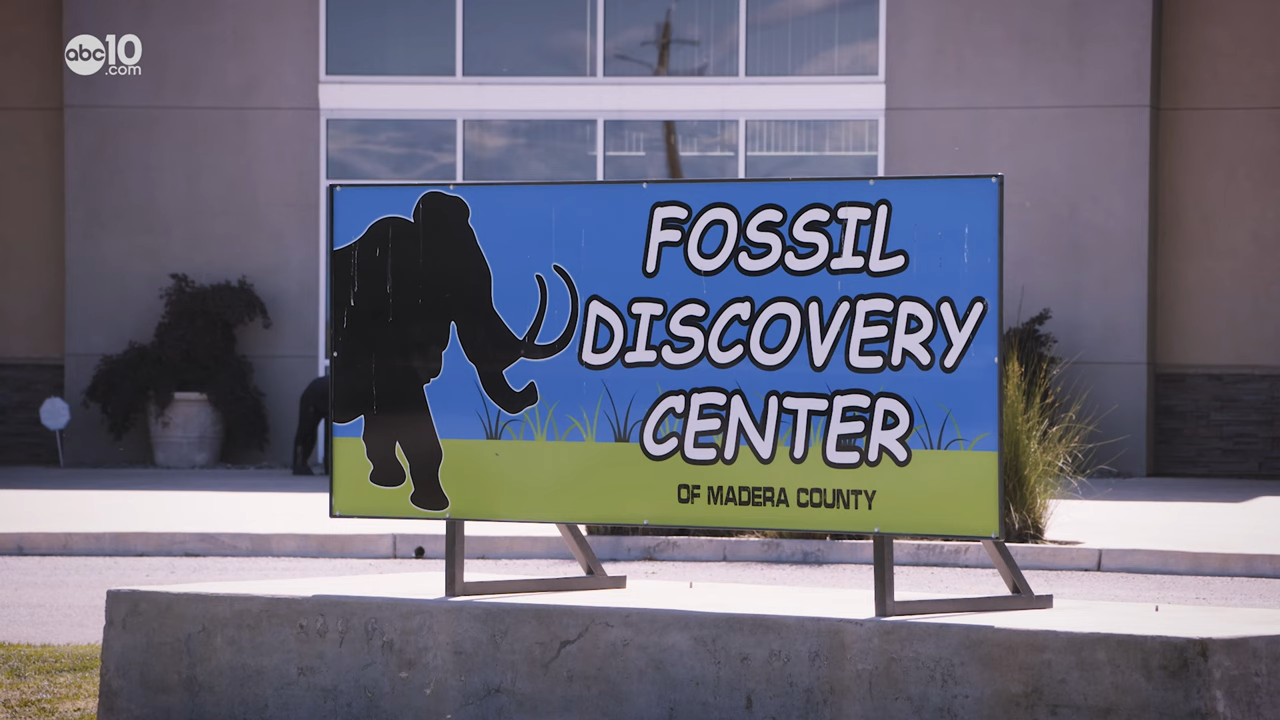 abc10
.com
FOSSIL
DISCOVERY
CENTER
OF MADERA COUNTY